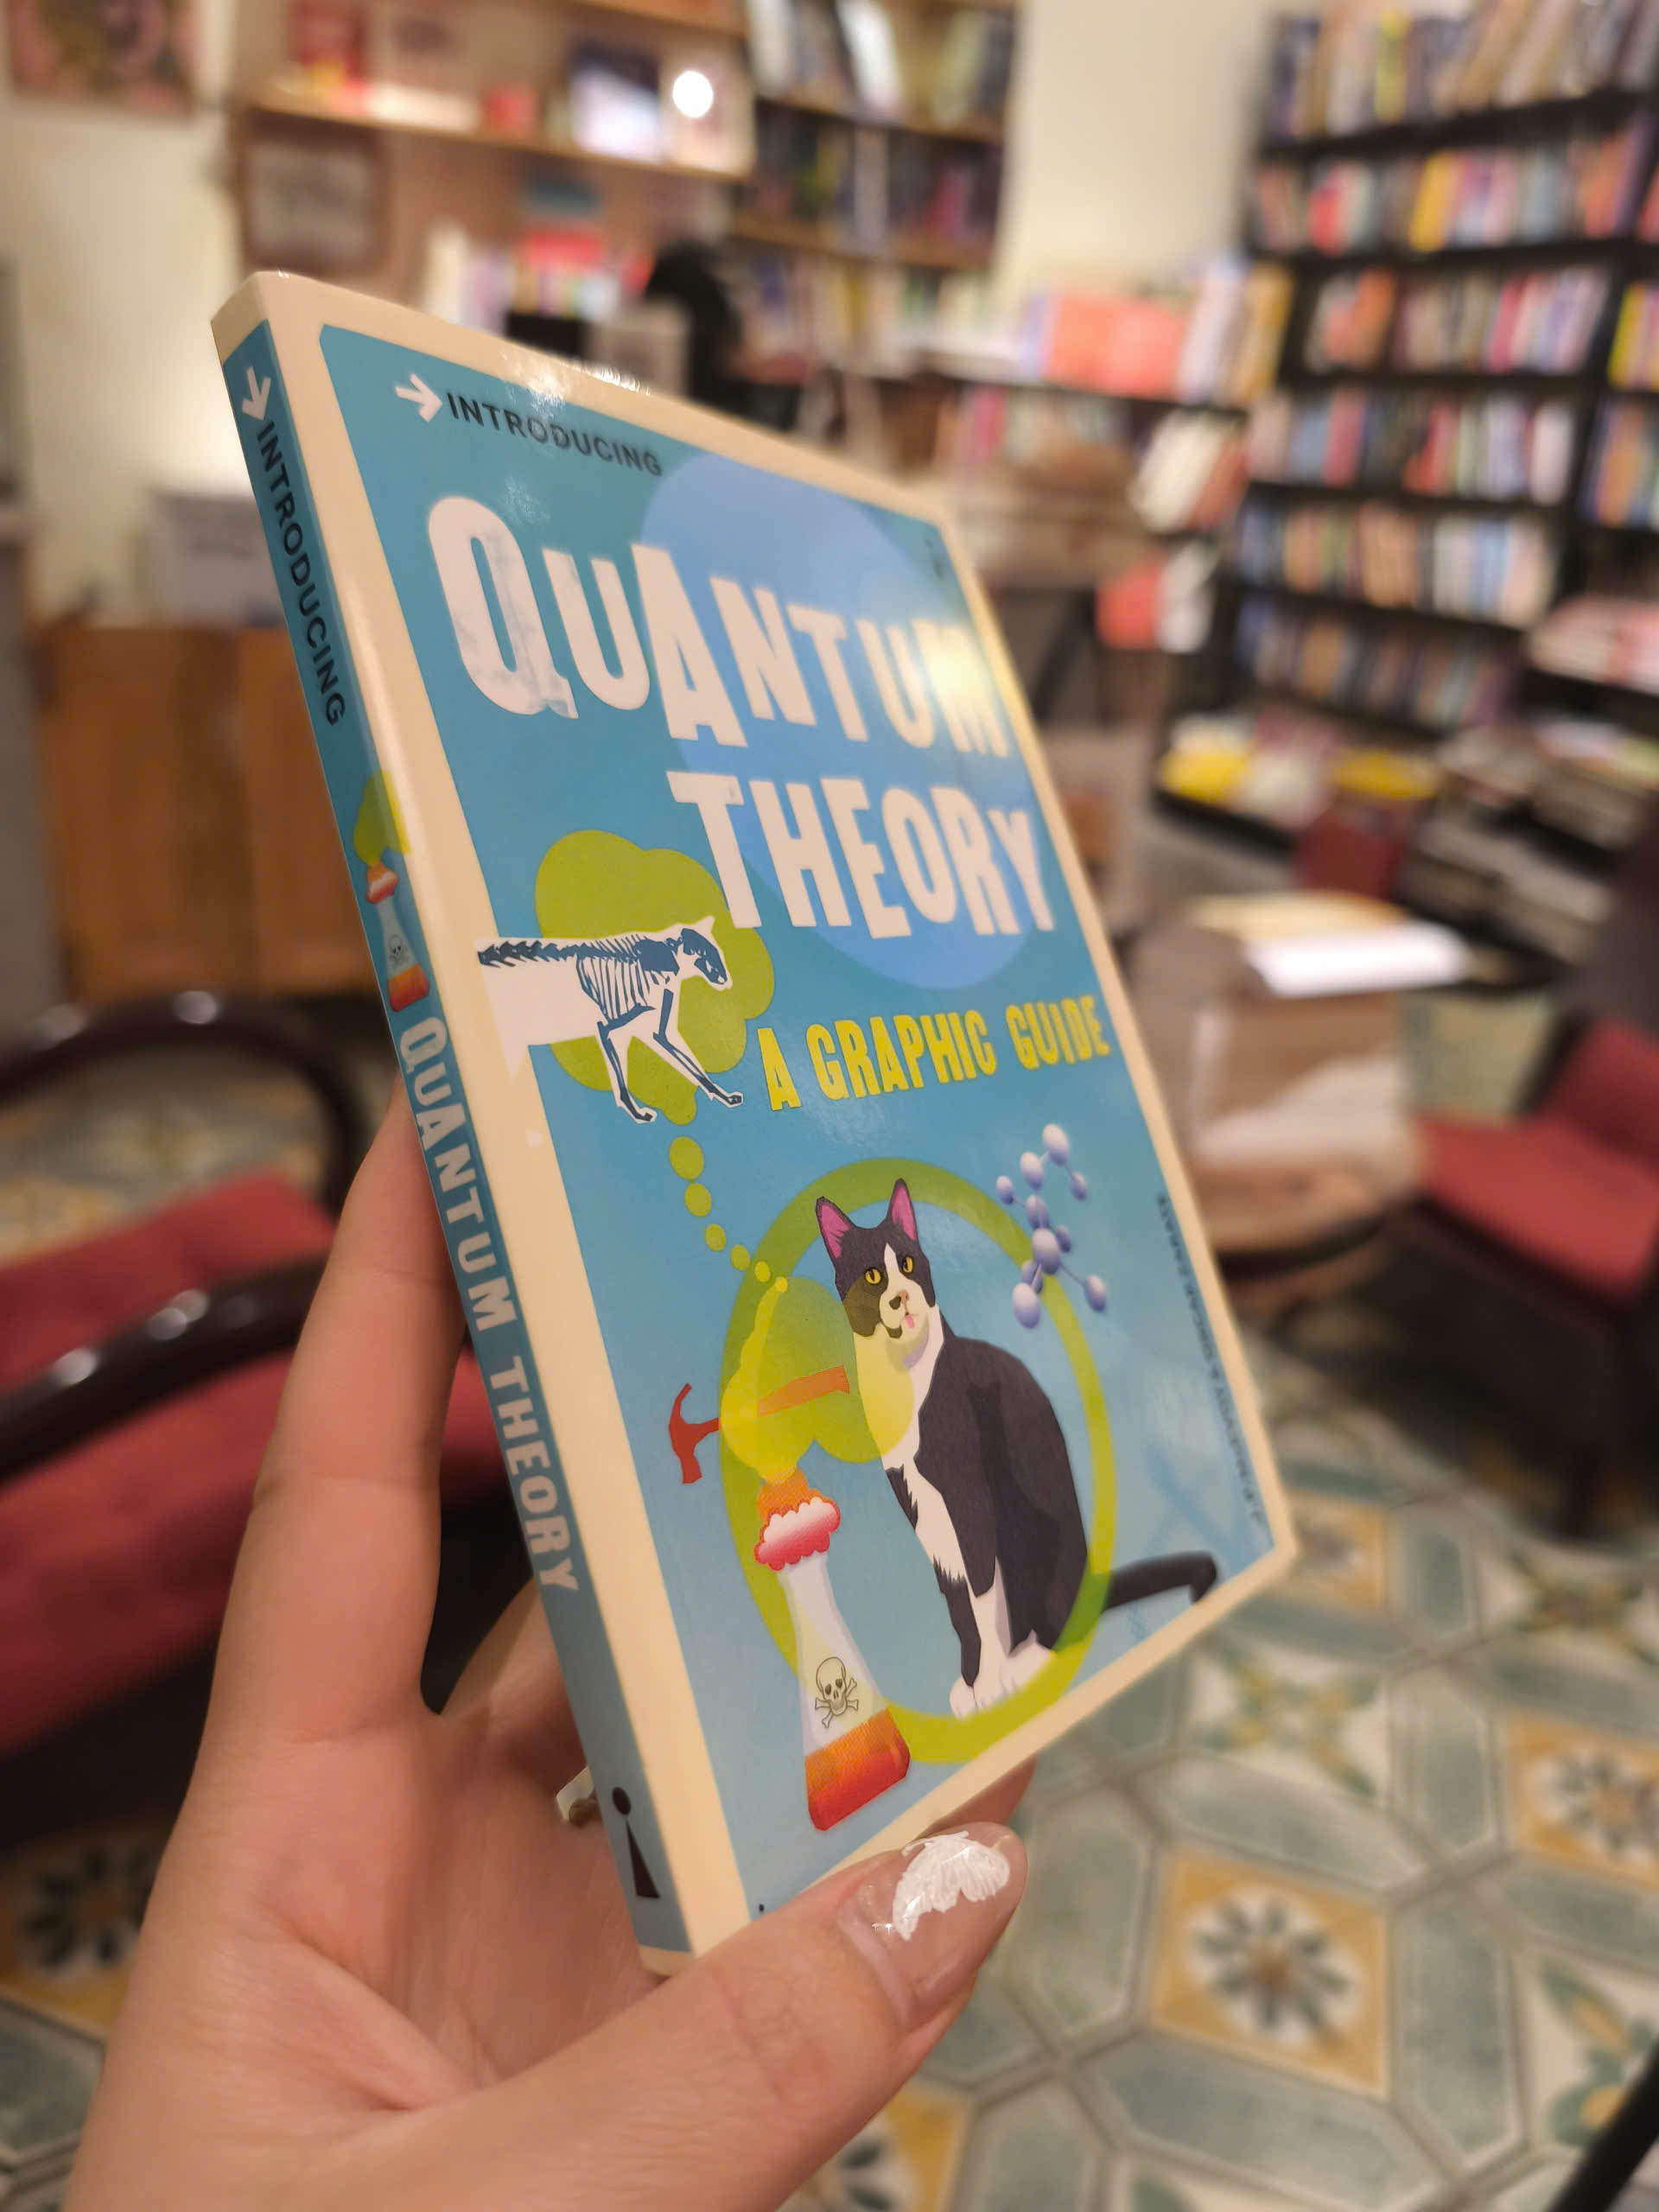 INTRODUCING
QUANTUM
THEORY
A GRAPHIC GUIDE
INTRODUCING
QUANTUM THEORY